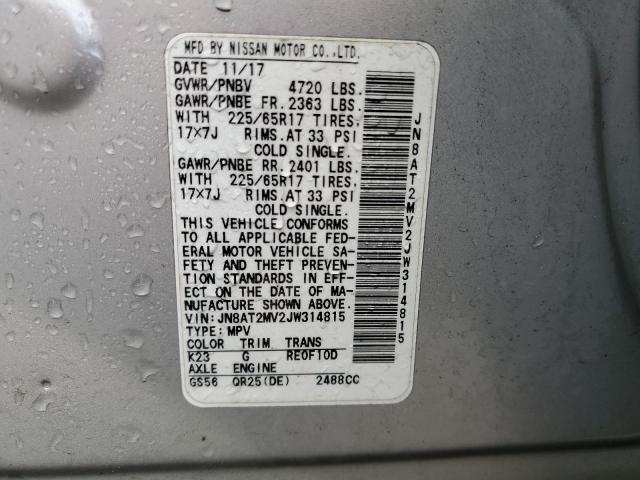 MFD BY NISSAN MOTOR CO.,LTD.
DATE 11/17
GVWR/PNBV 4720 LBS.
GAWR/PNBE FR. 2363 LBS.
WITH 225/65R17 TIRES.
17×7J RIMS.AT 33 PSI
COLD SINGLE.
GAWR/PNBE RR. 2401 LBS.
WITH 225/65R17 TIRES.
17×7J RIMS.AT 33 PSI
COLD SINGLE.
THIS VEHICLE CONFORMS
TO ALL APPLICABLE FED-
ERAL MOTOR VEHICLE SA-
FETY AND THEFT PREVEN-
TION STANDARDS IN EFF-
ECT ON THE DATE OF MA-
NUFACTURE SHOWN ABOVE.
VIN: JN8AT2MV2JW314815
TYPE: MPV
COLOR TRIM TRANS
K23 G RE0F10D
AXLE ENGINE
GS56 QR25(DE) 2488CC
JN8AT2MV2JW314815